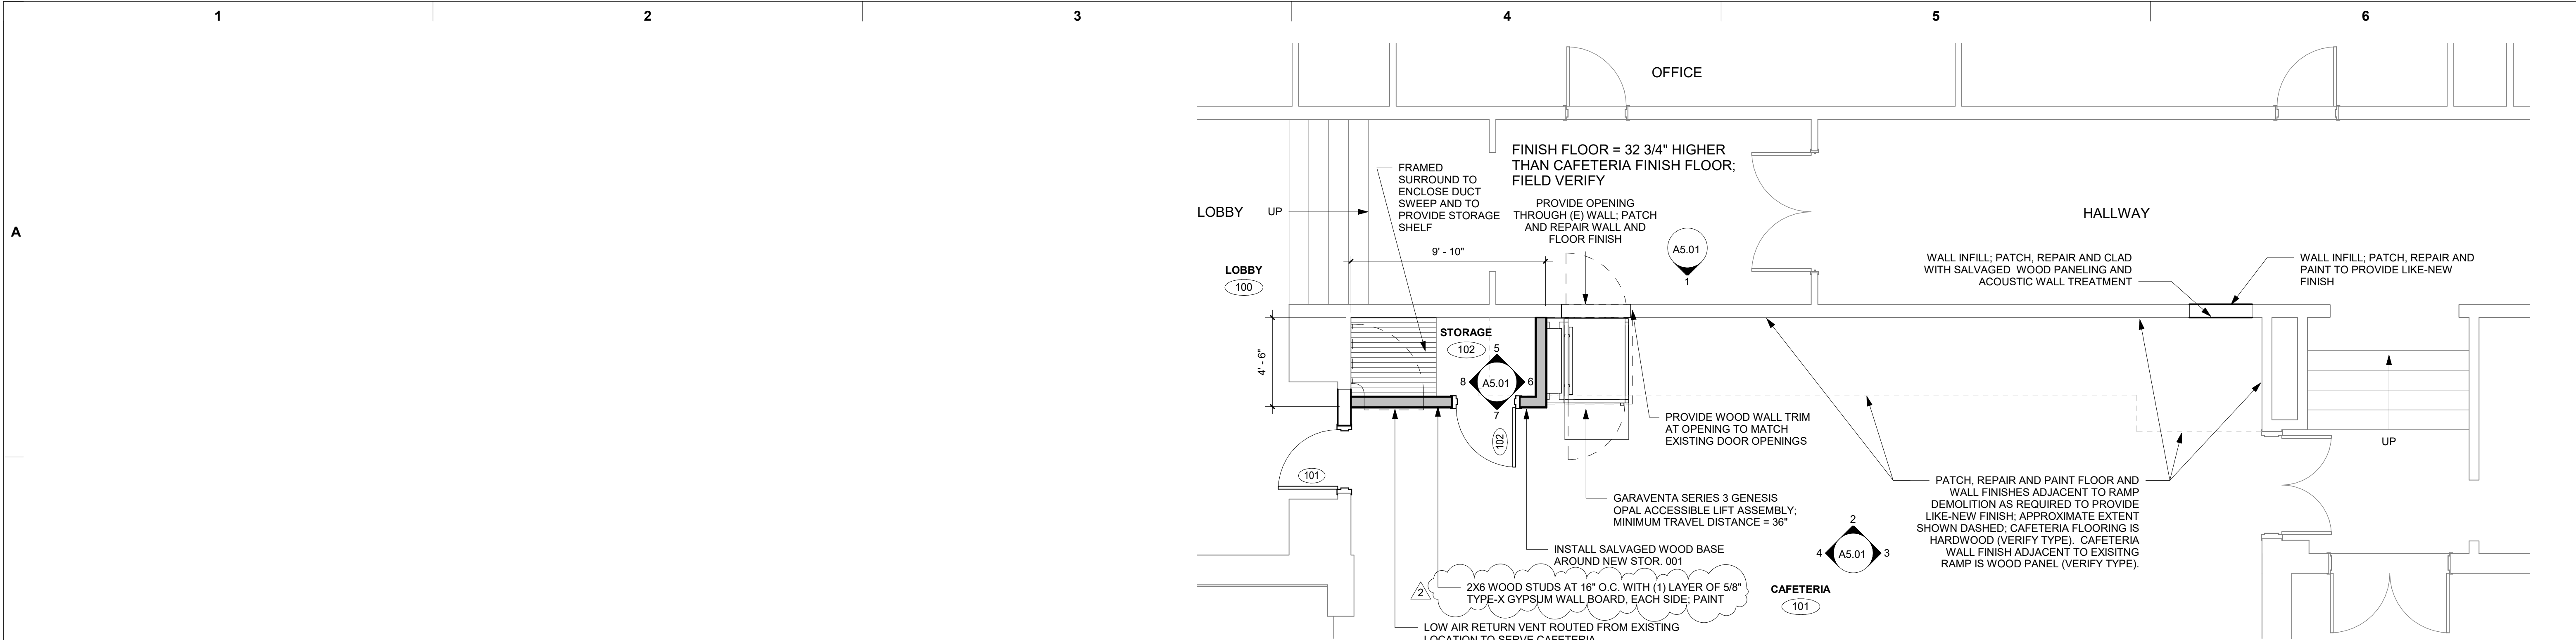 1
2
3
4
5
6
A
OFFICE
FINISH FLOOR = 32 3/4" HIGHER
THAN CAFETERIA FINISH FLOOR;
FIELD VERIFY
FRAMED
SURROUND TO
ENCLOSE DUCT
SWEEP AND TO
PROVIDE STORAGE
SHELF
PROVIDE OPENING
THROUGH (E) WALL; PATCH
AND REPAIR WALL AND
FLOOR FINISH
LOBBY
UP
HALLWAY
A5.01
1
9' - 10"
LOBBY
100
WALL INFILL; PATCH, REPAIR AND CLAD
WITH SALVAGED WOOD PANELING AND
ACOUSTIC WALL TREATMENT
WALL INFILL; PATCH, REPAIR AND
PAINT TO PROVIDE LIKE-NEW
FINISH
4' - 6"
STORAGE
102
5
8
A5.01
6
7
102
101
PROVIDE WOOD WALL TRIM
AT OPENING TO MATCH
EXISTING DOOR OPENINGS
UP
GARAVENTA SERIES 3 GENESIS
OPAL ACCESSIBLE LIFT ASSEMBLY;
MINIMUM TRAVEL DISTANCE = 36"
PATCH, REPAIR AND PAINT FLOOR AND
WALL FINISHES ADJACENT TO RAMP
DEMOLITION AS REQUIRED TO PROVIDE
LIKE-NEW FINISH; APPROXIMATE EXTENT
SHOWN DASHED; CAFETERIA FLOORING IS
HARDWOOD (VERIFY TYPE). CAFETERIA
WALL FINISH ADJACENT TO EXISITNG
RAMP IS WOOD PANEL (VERIFY TYPE).
2
4
A5.01
3
INSTALL SALVAGED WOOD BASE
AROUND NEW STOR. 001
2
2X6 WOOD STUDS AT 16" O.C. WITH (1) LAYER OF 5/8"
TYPE-X GYPSUM WALL BOARD, EACH SIDE; PAINT
CAFETERIA
101
LOW AIR RETURN VENT ROUTED FROM EXISTING
LOCATION TO SERVE CAFETERIA